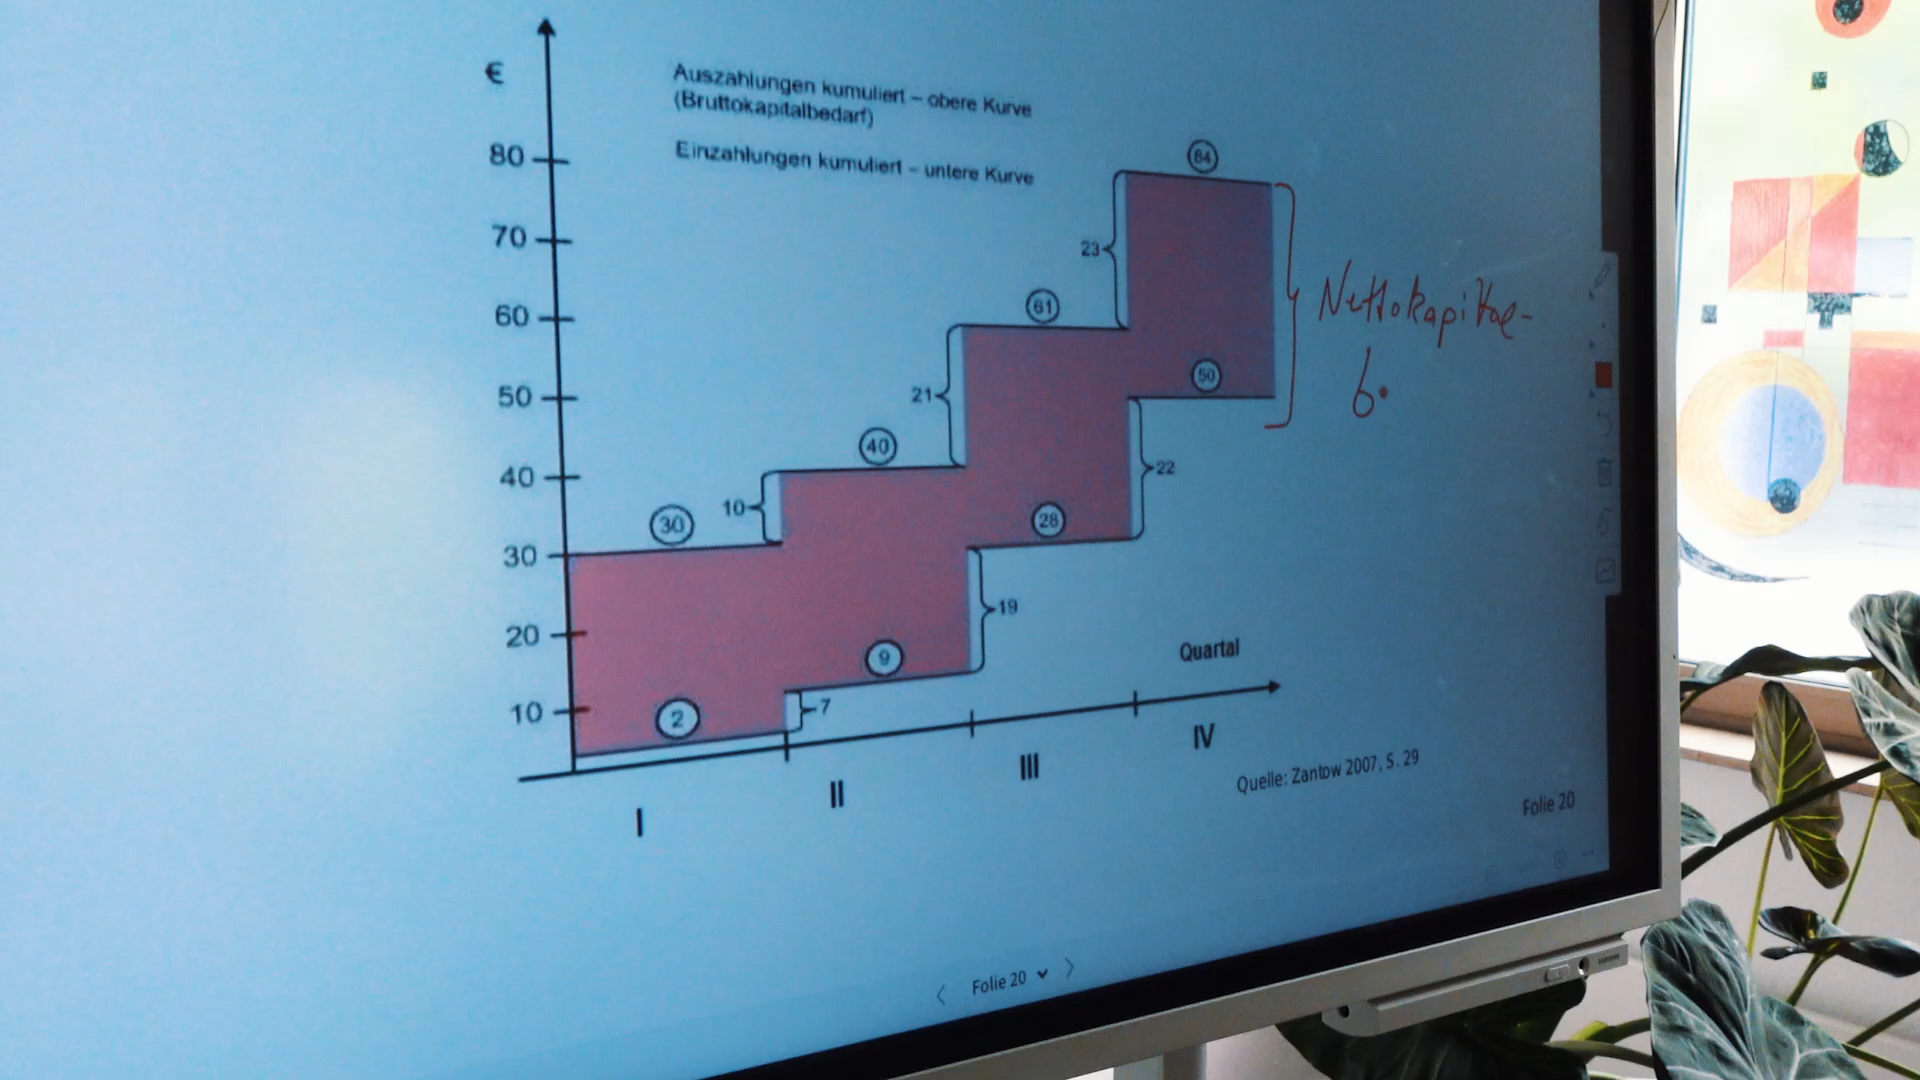 €
Auszahlungen kumuliert – obere Kurve
(Bruttokapitalbedarf)
Einzahlungen kumuliert – untere Kurve
80
70
60
50
40
30
20
10
84
23
61
50
21
40
22
10
30
28
19
9
7
2
Nettokapital-
b.
Quartal
I
II
III
IV
Quelle: Zantow 2007, S. 29
Folie 20
Folie 20
SAMSUNG